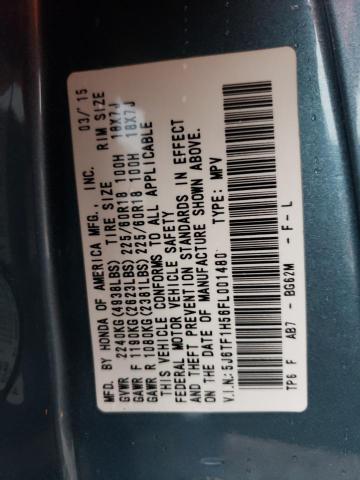 MFD. BY HONDA OF AMERICA MFG., INC. 03/15
TIRE SIZE RIM SIZE
GVWR 2240KG(4938LBS)
GAWR F 1190KG(2623LBS) 225/60R18 100H 18X7J
GAWR R 1080KG(2381LBS) 225/60R18 100H 18X7J
THIS VEHICLE CONFORMS TO ALL APPLICABLE
FEDERAL MOTOR VEHICLE SAFETY
AND THEFT PREVENTION STANDARDS IN EFFECT
ON THE DATE OF MANUFACTURE SHOWN ABOVE.
V.I.N.: 5J6TF1H56FL001480 TYPE: MPV
TP6 F AB7 - BG62M - F - L